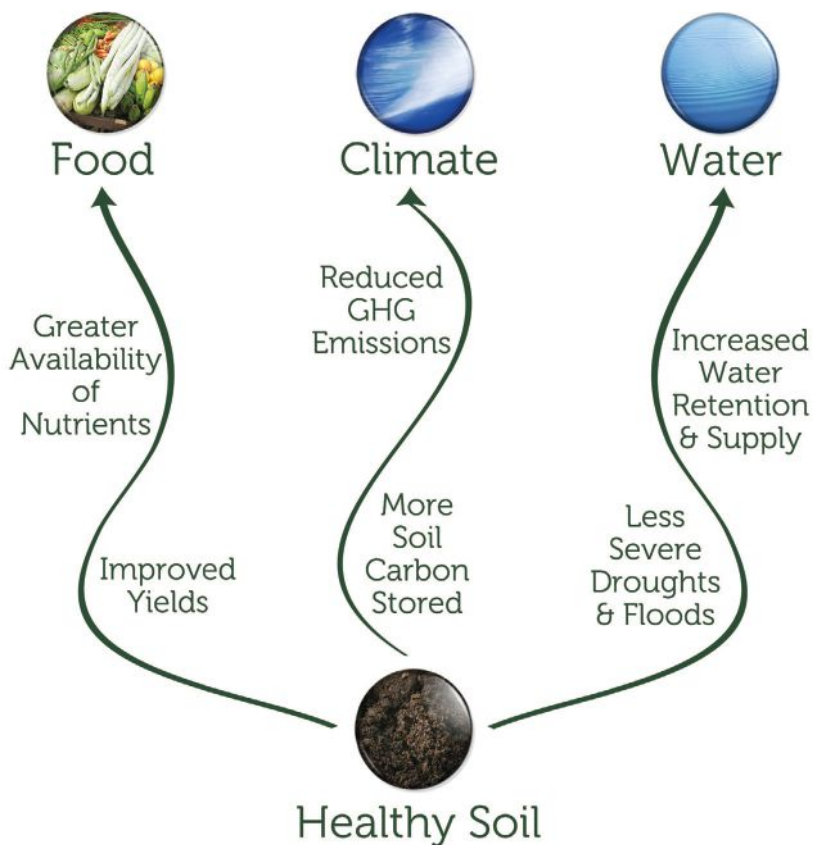 Food
Climate
Water
Greater
Availability
of
Nutrients
Improved
Yields
Reduced
GHG
Emissions
More
Soil
Carbon
Stored
Increased
Water
Retention
& Supply
Less
Severe
Droughts
& Floods
Healthy Soil